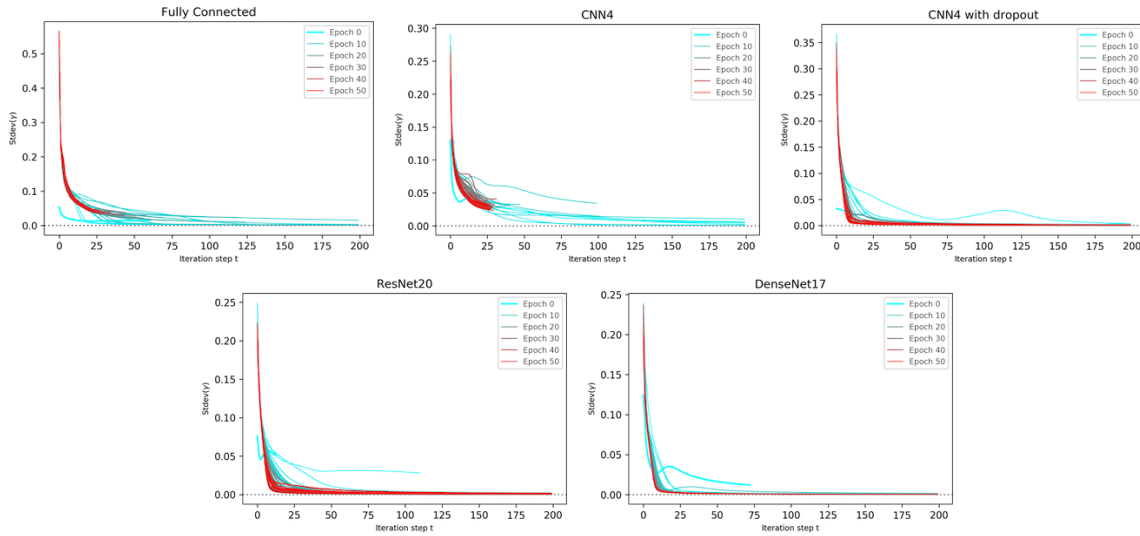 Fully Connected
Stdev(y)
0.5
0.4
0.3
0.2
0.1
0.0
0
25
50
75
100
125
150
175
200
Iteration step t
Epoch 0
Epoch 10
Epoch 20
Epoch 30
Epoch 40
Epoch 50
CNN4
Stdev(y)
0.30
0.25
0.20
0.15
0.10
0.05
0.00
0
25
50
75
100
125
150
175
200
Iteration step t
Epoch 0
Epoch 10
Epoch 20
Epoch 30
Epoch 40
Epoch 50
CNN4 with dropout
Stdev(y)
0.35
0.30
0.25
0.20
0.15
0.10
0.05
0.00
0
25
50
75
100
125
150
175
200
Iteration step t
Epoch 0
Epoch 10
Epoch 20
Epoch 30
Epoch 40
Epoch 50
ResNet20
Stdev(y)
0.25
0.20
0.15
0.10
0.05
0.00
0
25
50
75
100
125
150
175
200
Iteration step t
Epoch 0
Epoch 10
Epoch 20
Epoch 30
Epoch 40
Epoch 50
DenseNet17
Stdev(y)
0.25
0.20
0.15
0.10
0.05
0.00
0
25
50
75
100
125
150
175
200
Iteration step t
Epoch 0
Epoch 10
Epoch 20
Epoch 30
Epoch 40
Epoch 50